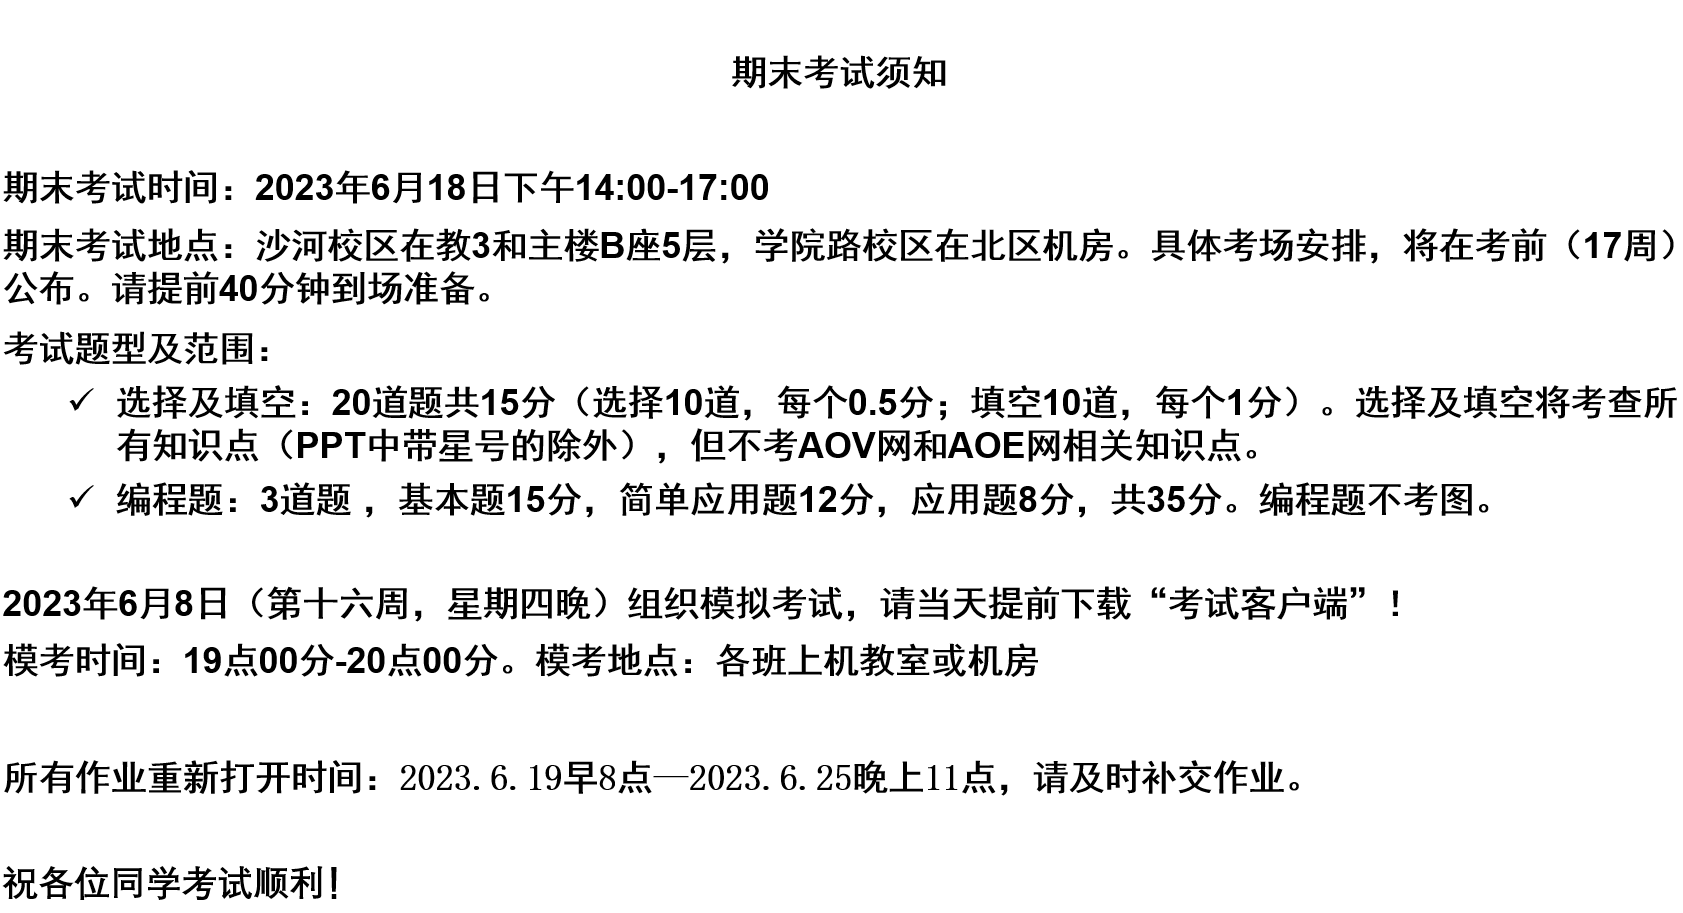 期末考试须知
期末考试时间：2023年6月18日下午14:00-17:00
期末考试地点：沙河校区在教3和主楼B座5层，学院路校区在北区机房。具体考场安排，将在考前（17周）
公布。请提前40分钟到场准备。
考试题型及范围：
✓ 选择及填空：20道题共15分（选择10道，每个0.5分；填空10道，每个1分）。选择及填空将考查所
有知识点（PPT中带星号的除外），但不考AOV网和AOE网相关知识点。
✓ 编程题：3道题 ，基本题15分，简单应用题12分，应用题8分，共35分。编程题不考图。
2023年6月8日（第十六周，星期四晚）组织模拟考试，请当天提前下载“考试客户端”！
模考时间：19点00分-20点00分。模考地点：各班上机教室或机房
所有作业重新打开时间：2023.6.19早8点—2023.6.25晚上11点，请及时补交作业。
祝各位同学考试顺利！